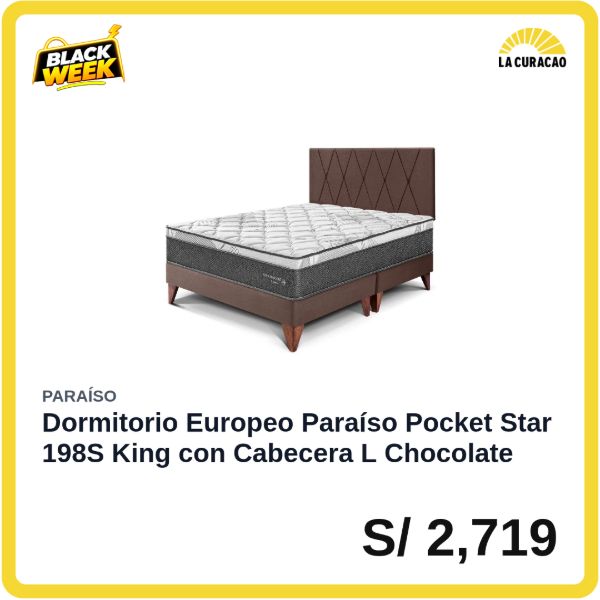 BLACK
WEEK
LA CURACAO
PARAÍSO
Dormitorio Europeo Paraíso Pocket Star
198S King con Cabecera L Chocolate
S/ 2,719